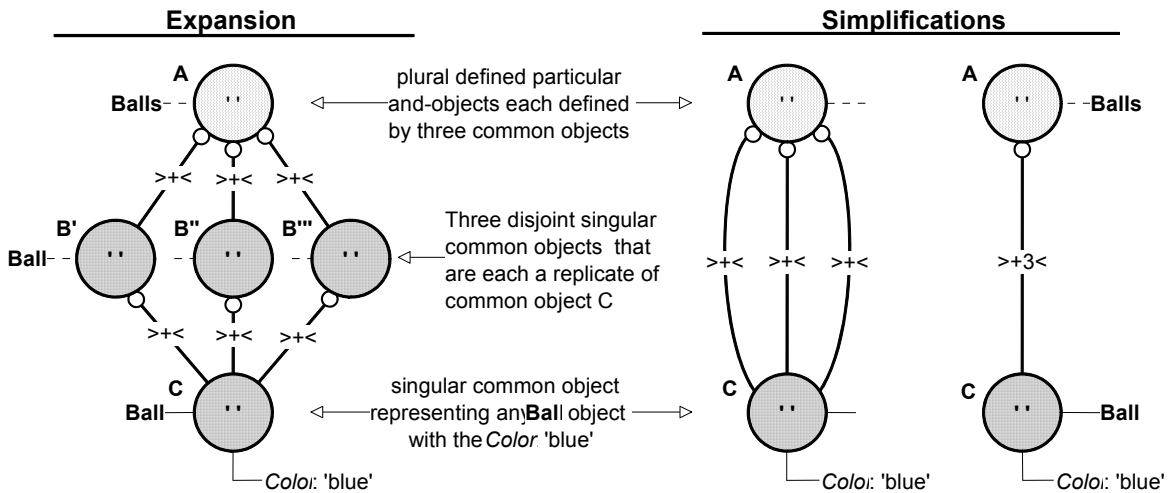 Expansion
Simplifications
A
A
A
' '
' '
' '
Balls
Balls
plural defined particular
and-objects each defined
by three common objects
>+<
>+<
>+<
B'
B''
B'''
Ball
' '
' '
' '
Three disjoint singular
common objects that
are each a replicate of
common object C
>+<
>+<
>+<
>+3<
>+<
>+<
>+<
C
C
C
Ball
' '
' '
' '
Ball
singular common object
representing any Ball object
with the Color: 'blue'
Color: 'blue'
Color: 'blue'
Color: 'blue'